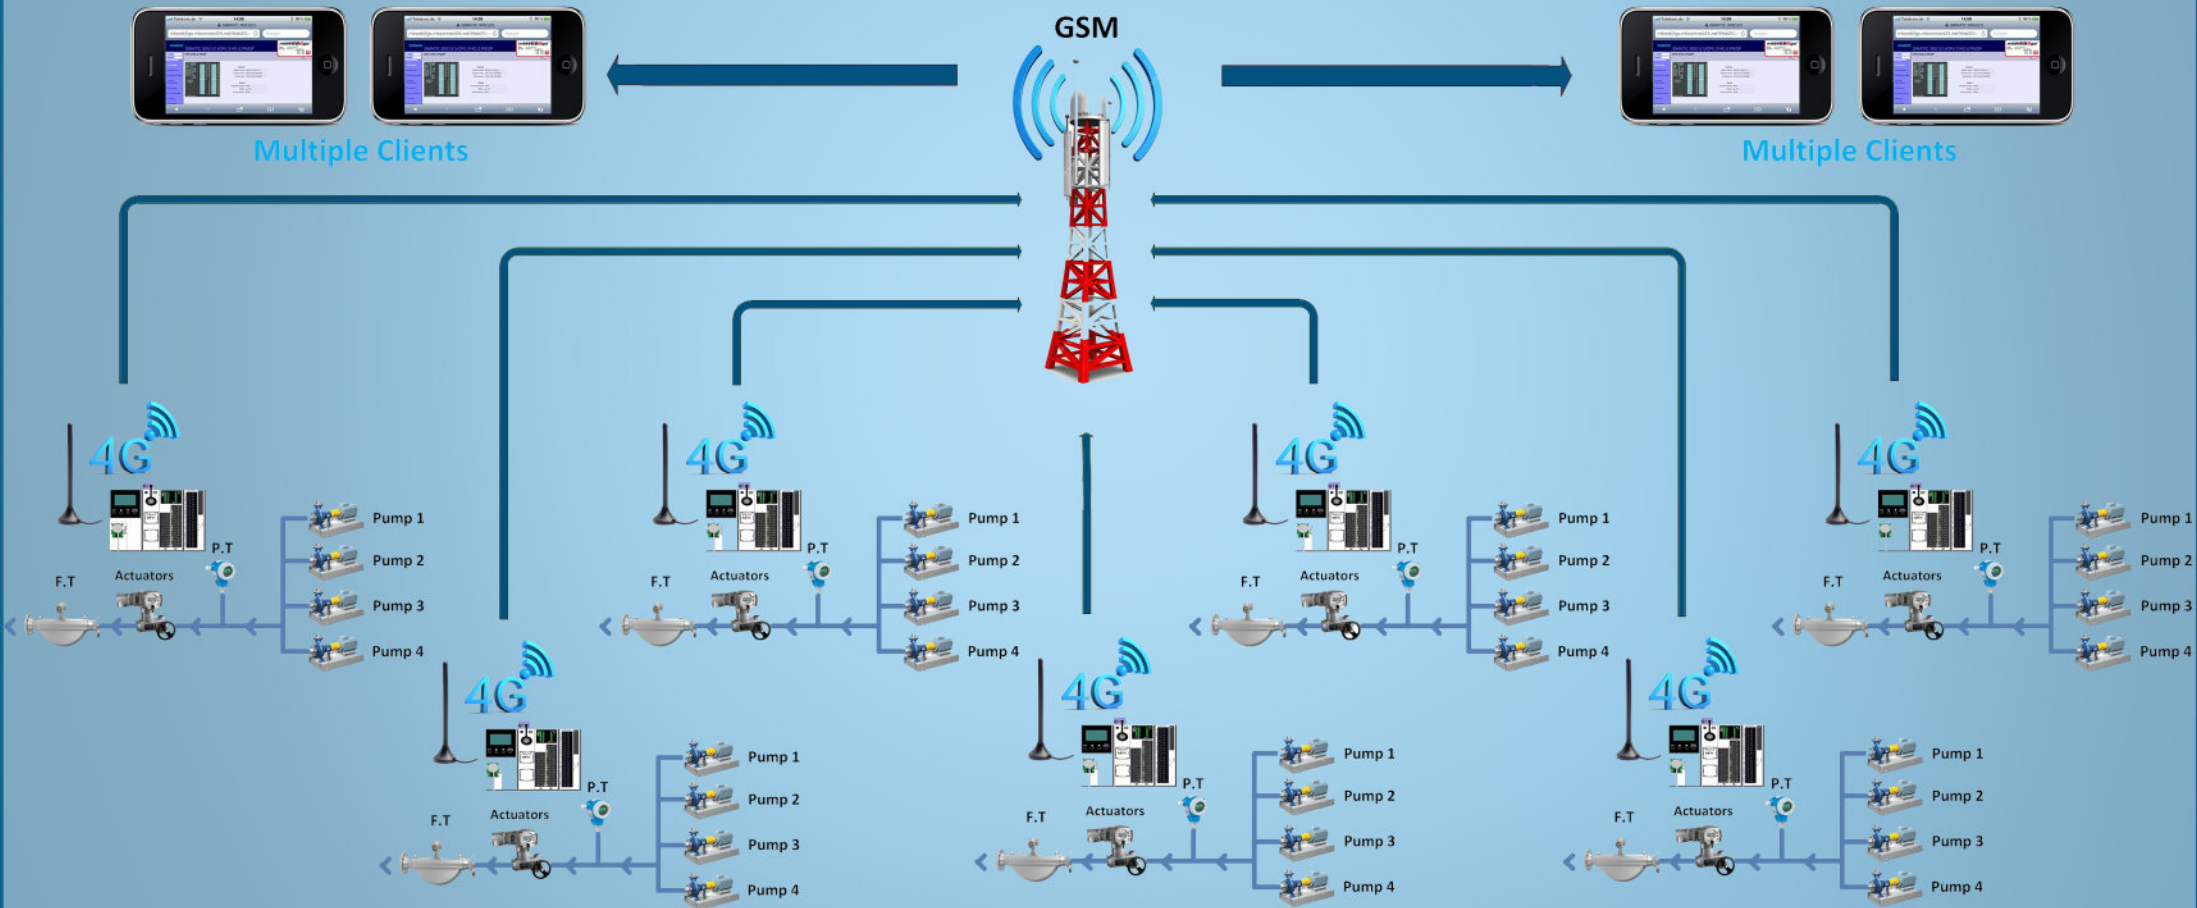 GSM
Multiple Clients
Multiple Clients
4G
4G
4G
4G
Pump 1
Pump 2
Pump 3
Pump 4
P.T
Actuators
F.T
Pump 1
Pump 2
Pump 3
Pump 4
P.T
Actuators
F.T
Pump 1
Pump 2
Pump 3
Pump 4
P.T
Actuators
F.T
Pump 1
Pump 2
Pump 3
Pump 4
P.T
Actuators
F.T
4G
4G
4G
Pump 1
Pump 2
Pump 3
Pump 4
P.T
Actuators
F.T
Pump 1
Pump 2
Pump 3
Pump 4
P.T
Actuators
F.T
Pump 1
Pump 2
Pump 3
Pump 4
P.T
Actuators
F.T